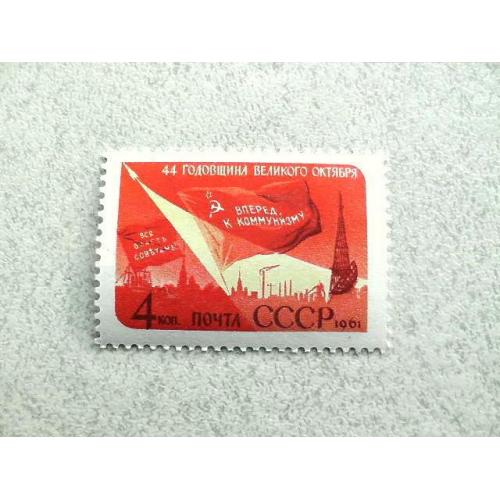 44 ГОДОВЩИНА ВЕЛИКОГО ОКТЯБРЯ
ВПЕРЕД,
К КОММУНИЗМУ
ВСЯ
ВЛАСТЬ
СОВЕТАМ!
4 КОП. ПОЧТА СССР 1961